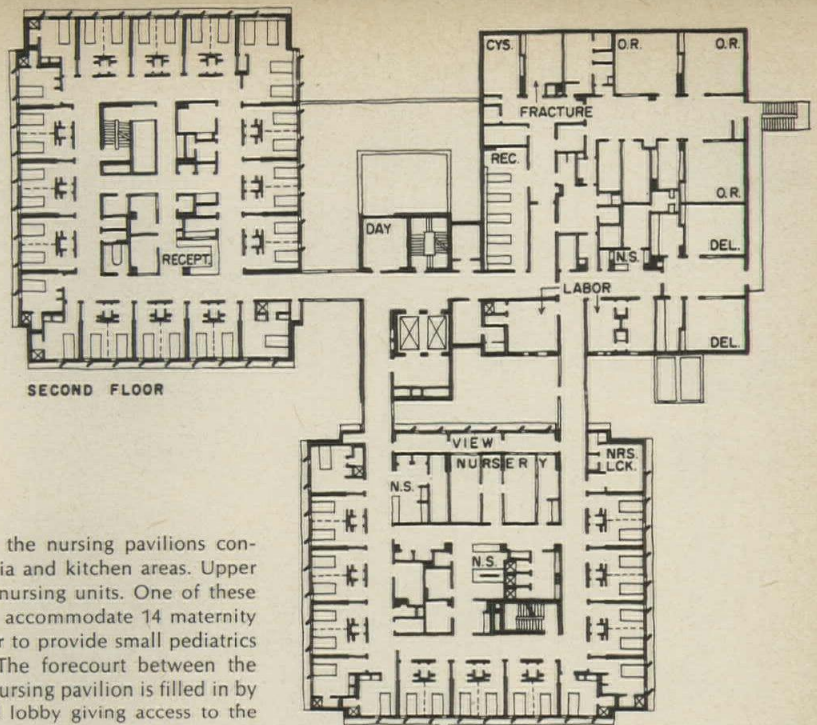 CYS.
O.R.
O.R.
FRACTURE
REC.
O.R.
DAY
N.S.
DEL.
RECEPT.
LABOR
DEL.
SECOND FLOOR
VIEW
NURSERY
NRS.
LCK.
N.S.
N.S.
the nursing pavilions con-
ia and kitchen areas. Upper
nursing units. One of these
accommodate 14 maternity
r to provide small pediatrics
The forecourt between the
ursing pavilion is filled in by
lobby giving access to the